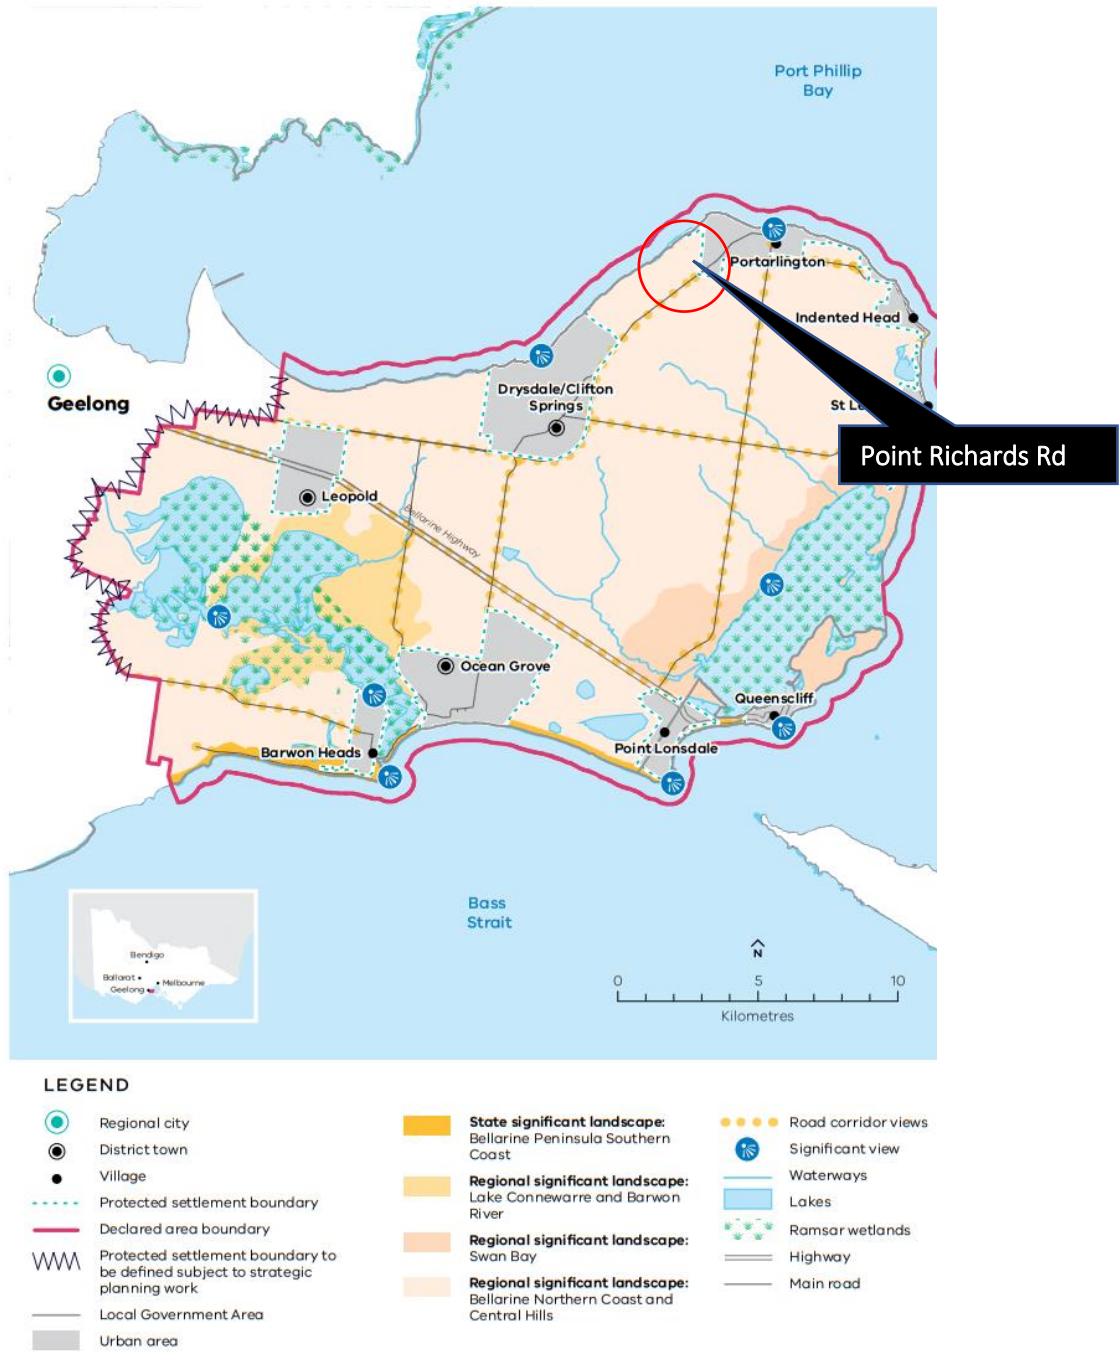 Port Phillip
Bay
Portarlington
Indented Head
Geelong
Drysdale/Clifton
Springs
St Le
Point Richards Rd
Leopold
Bellarine Highway
Ocean Grove
Queenscliff
Point Lonsdale
Barwon Heads
Bass
Strait
Bendigo
Ballarat
Melbourne
Geelong
N
0 5 10
Kilometres
LEGEND
Regional city
District town
Village
Protected settlement boundary
Declared area boundary
Protected settlement boundary to
be defined subject to strategic
planning work
Local Government Area
Urban area
State significant landscape:
Bellarine Peninsula Southern
Coast
Regional significant landscape:
Lake Connewarre and Barwon
River
Regional significant landscape:
Swan Bay
Regional significant landscape:
Bellarine Northern Coast and
Central Hills
Road corridor views
Significant view
Waterways
Lakes
Ramsar wetlands
Highway
Main road